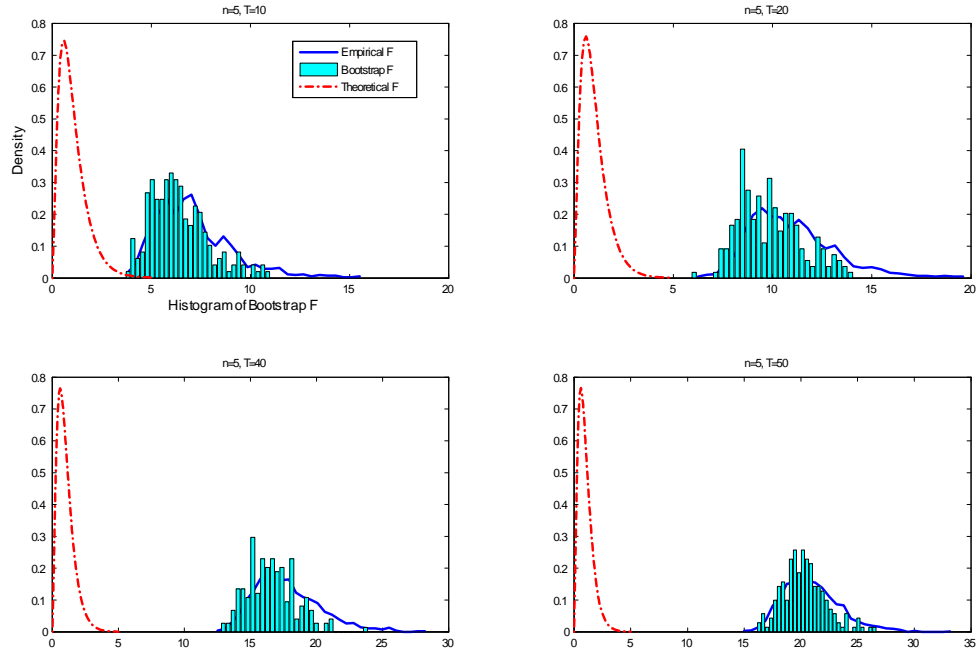 n=5, T=10
0.8
0.7
0.6
0.5
0.4
0.3
0.2
0.1
0
0 5 10 15 20
Density
Histogram of Bootstrap F
Empirical F
Bootstrap F
Theoretical F
n=5, T=20
0.8
0.7
0.6
0.5
0.4
0.3
0.2
0.1
0
0 5 10 15 20
n=5, T=40
0.8
0.7
0.6
0.5
0.4
0.3
0.2
0.1
0
0 5 10 15 20 25 30
n=5, T=50
0.8
0.7
0.6
0.5
0.4
0.3
0.2
0.1
0
0 5 10 15 20 25 30 35